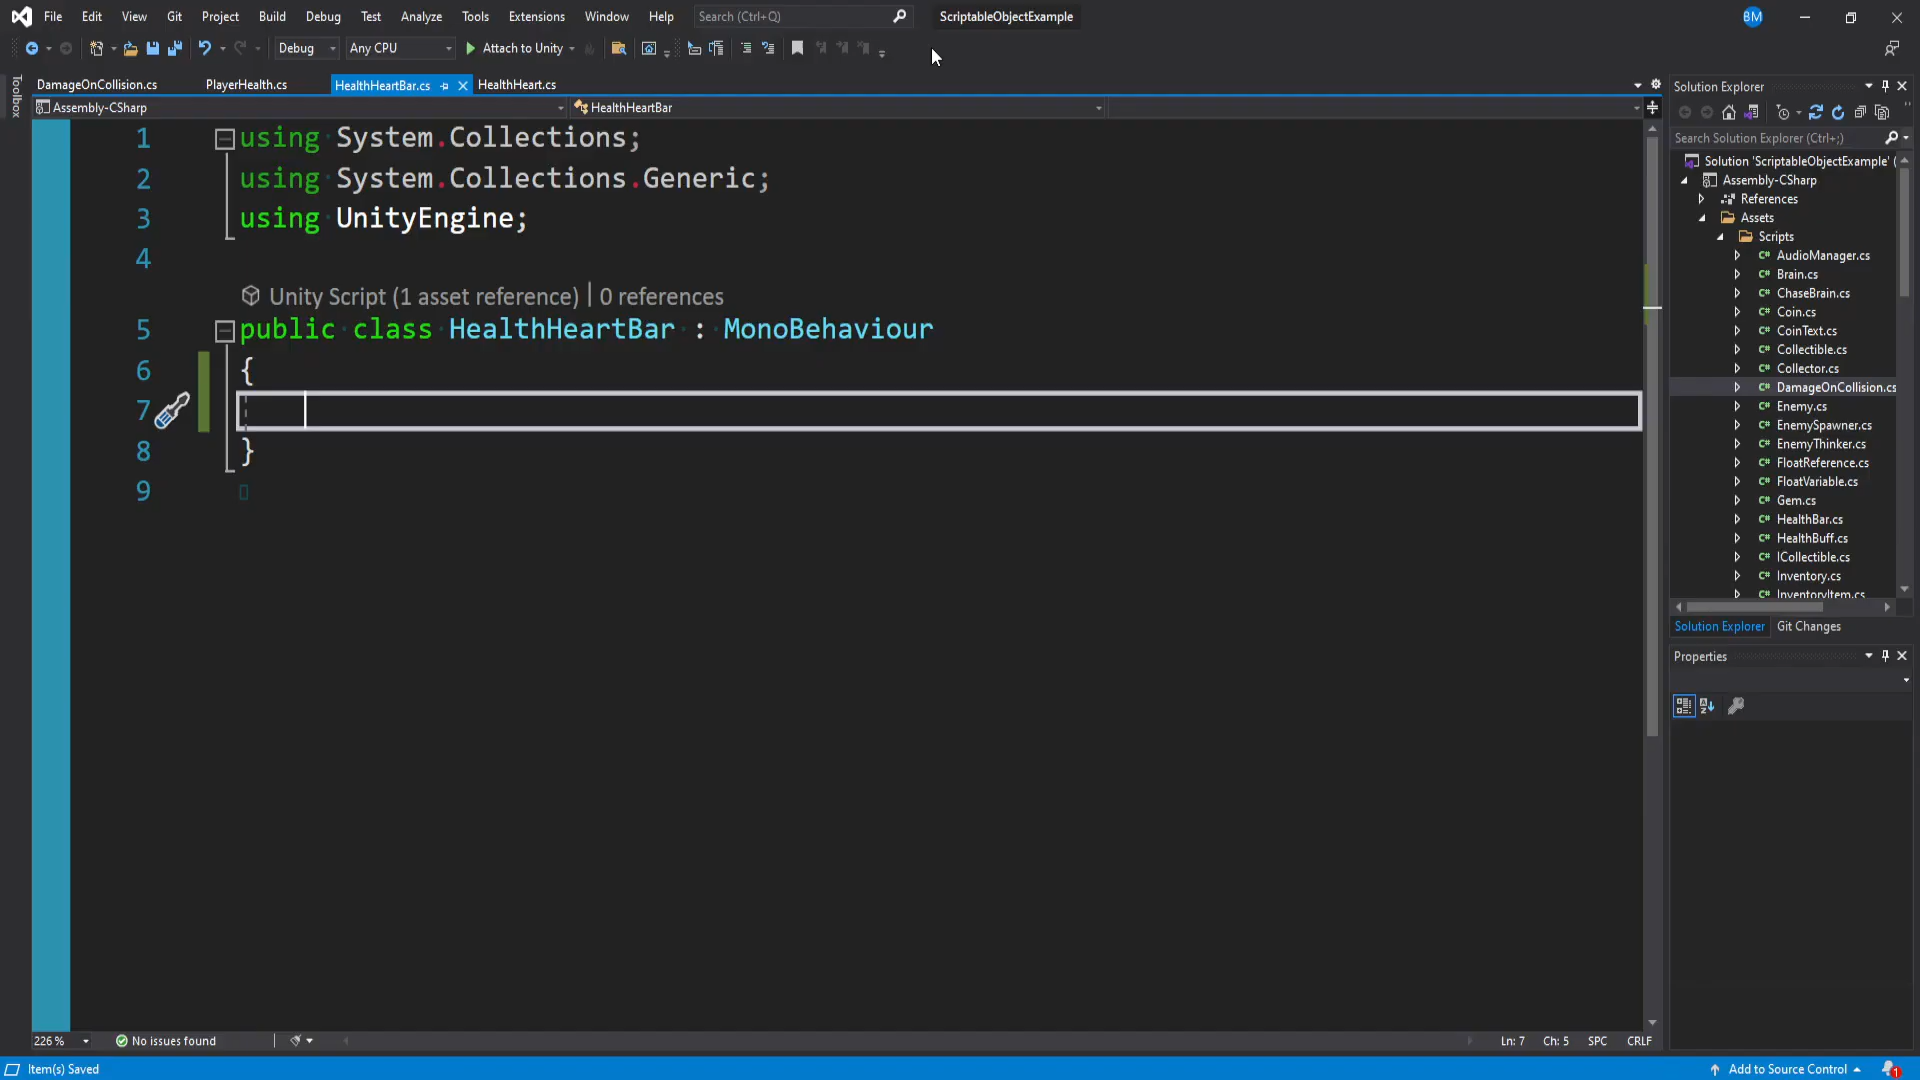 File Edit View Git Project Build Debug Test Analyze Tools Extensions Window Help Search (Ctrl+Q) ScriptableObjectExample BM
Debug Any CPU Attach to Unity
Toolbox
DamageOnCollision.cs PlayerHealth.cs HealthHeartBar.cs HealthHeart.cs
Assembly-CSharp HealthHeartBar
1 using System.Collections;
2 using System.Collections.Generic;
3 using UnityEngine;
4
Unity Script (1 asset reference) | 0 references
5 public class HealthHeartBar : MonoBehaviour
6 {
7
8 }
9
226 % No issues found Ln: 7 Ch: 5 SPC CRLF
Solution Explorer
Search Solution Explorer (Ctrl+;)
Solution 'ScriptableObjectExample' (
Assembly-CSharp
References
Assets
Scripts
AudioManager.cs
Brain.cs
ChaseBrain.cs
Coin.cs
CoinText.cs
Collectible.cs
Collector.cs
DamageOnCollision.cs
Enemy.cs
EnemySpawner.cs
EnemyThinker.cs
FloatReference.cs
FloatVariable.cs
Gem.cs
HealthBar.cs
HealthBuff.cs
ICollectible.cs
Inventory.cs
InventoryItem.cs
Solution Explorer Git Changes
Properties
Item(s) Saved Add to Source Control 1